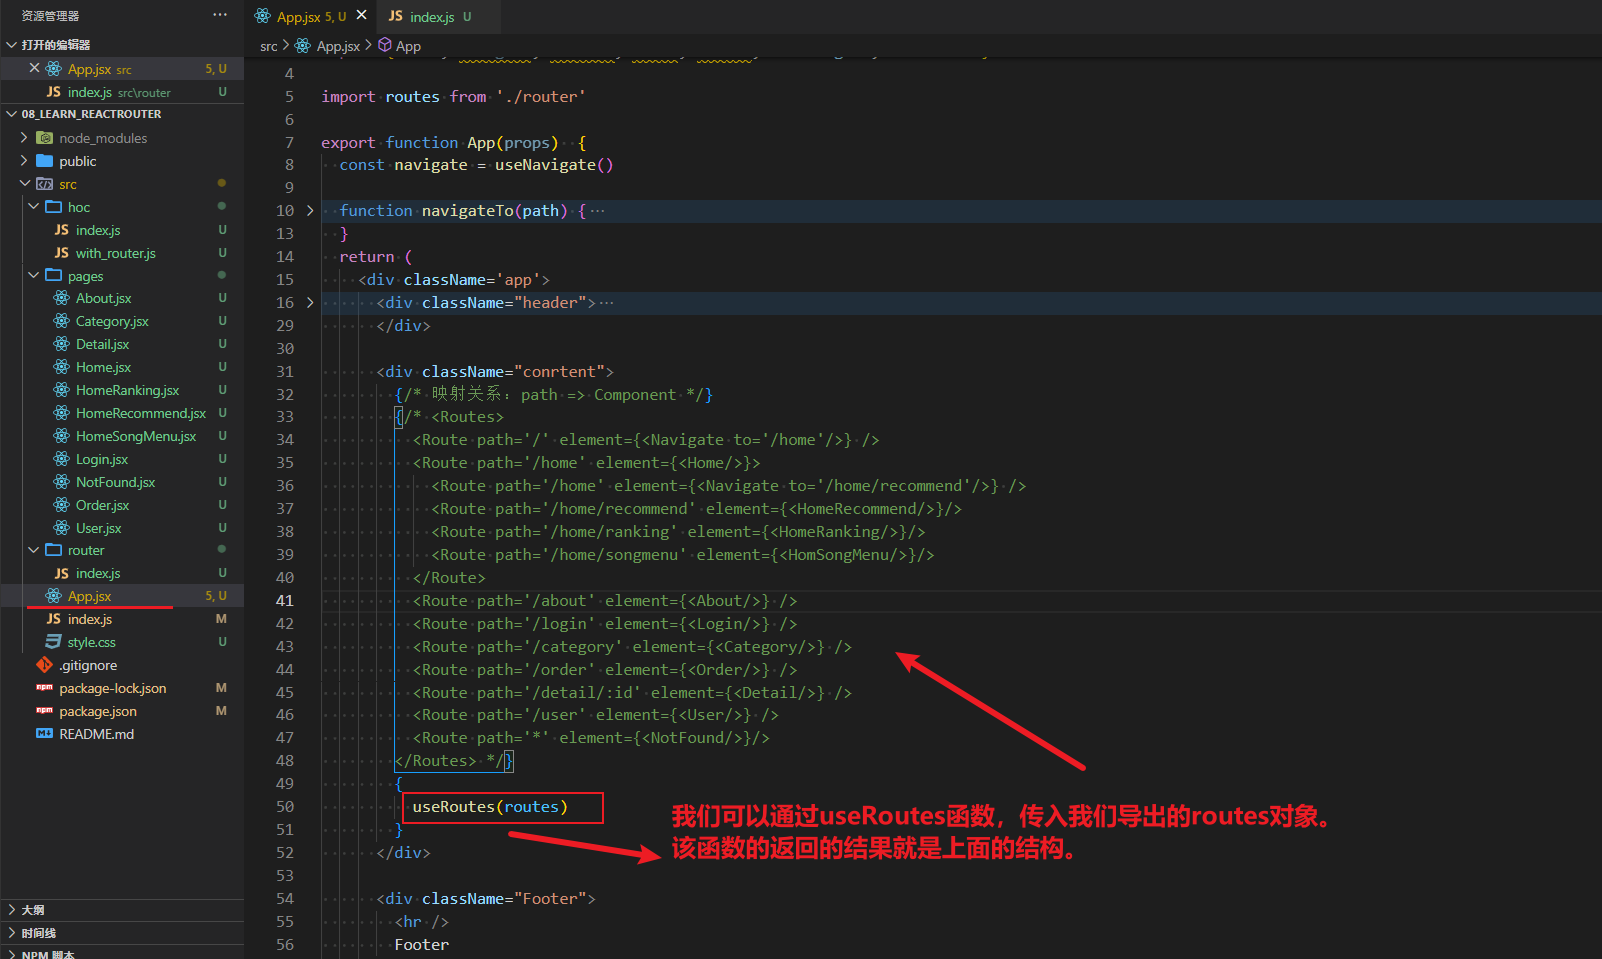 资源管理器
···
打开的编辑器
App.jsx src 5, U
JS index.js src\router U
08_LEARN_REACTROUTER
node_modules
public
src
hoc
JS index.js U
JS with_router.js U
pages
About.jsx U
Category.jsx U
Detail.jsx U
Home.jsx U
HomeRanking.jsx U
HomeRecommend.jsx U
HomeSongMenu.jsx U
Login.jsx U
NotFound.jsx U
Order.jsx U
User.jsx U
router
JS index.js U
App.jsx 5, U
JS index.js M
style.css U
.gitignore
npm package-lock.json M
npm package.json M
README.md
大纲
时间线
NPM 脚本
App.jsx 5, U
JS index.js U
src > App.jsx > App
4
5 import routes from './router'
6
7 export function App(props) {
8 const navigate = useNavigate()
9
10 function navigateTo(path) { ···
13 }
14 return (
15 <div className='app'>
16 <div className="header"> ···
29 </div>
30
31 <div className="conrtent">
32 {/* 映射关系: path => Component */}
33 {/* <Routes>
34 <Route path='/' element={<Navigate to='/home'/>} />
35 <Route path='/home' element={<Home/>}>
36 <Route path='/home' element={<Navigate to='/home/recommend'/>} />
37 <Route path='/home/recommend' element={<HomeRecommend/>}/>
38 <Route path='/home/ranking' element={<HomeRanking/>}/>
39 <Route path='/home/songmenu' element={<HomSongMenu/>}/>
40 </Route>
41 <Route path='/about' element={<About/>} />
42 <Route path='/login' element={<Login/>} />
43 <Route path='/category' element={<Category/>} />
44 <Route path='/order' element={<Order/>} />
45 <Route path='/detail/:id' element={<Detail/>} />
46 <Route path='/user' element={<User/>} />
47 <Route path='*' element={<NotFound/>}/>
48 </Routes> */}
49 {
50 useRoutes(routes)
51 }
52 </div>
53
54 <div className="Footer">
55 <hr />
56 Footer
我们可以通过useRoutes函数，传入我们导出的routes对象。
该函数的返回的结果就是上面的结构。